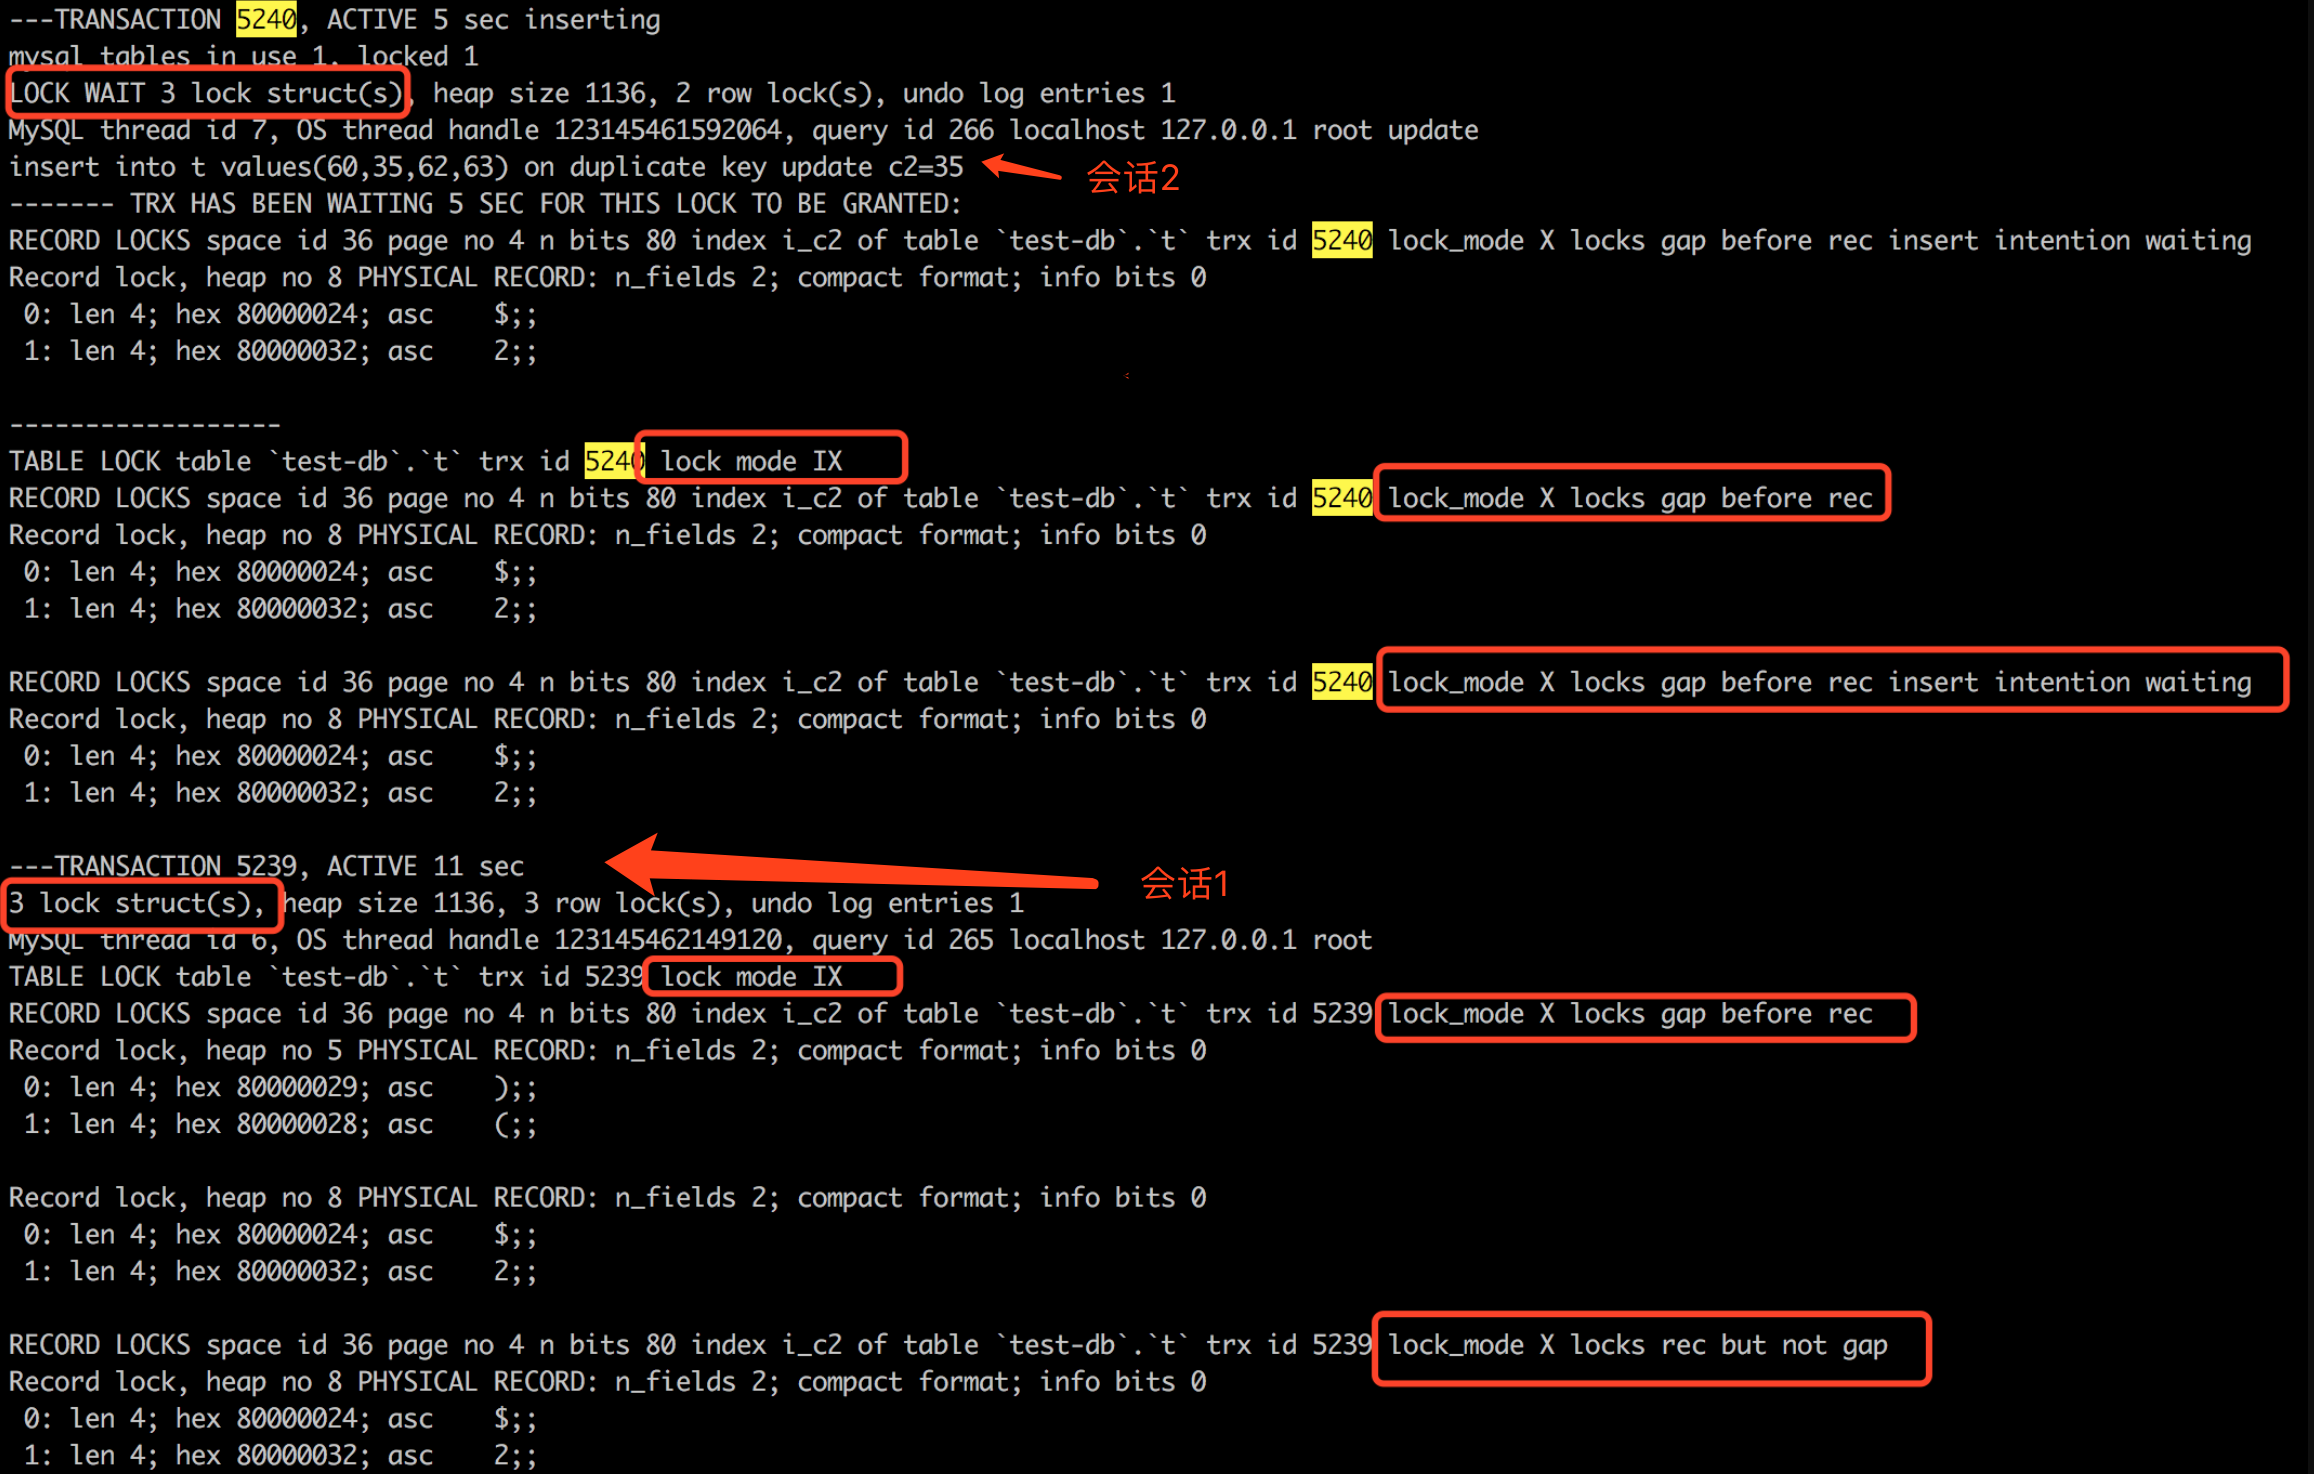 ---TRANSACTION 5240, ACTIVE 5 sec inserting
mysql tables in use 1, locked 1
LOCK WAIT 3 lock struct(s), heap size 1136, 2 row lock(s), undo log entries 1
MySQL thread id 7, OS thread handle 123145461592064, query id 266 localhost 127.0.0.1 root update
insert into t values(60,35,62,63) on duplicate key update c2=35
会话2
------- TRX HAS BEEN WAITING 5 SEC FOR THIS LOCK TO BE GRANTED:
RECORD LOCKS space id 36 page no 4 n bits 80 index i_c2 of table `test-db`.`t` trx id 5240 lock_mode X locks gap before rec insert intention waiting
Record lock, heap no 8 PHYSICAL RECORD: n_fields 2; compact format; info bits 0
 0: len 4; hex 80000024; asc    $;;
 1: len 4; hex 80000032; asc    2;;
------------------
TABLE LOCK table `test-db`.`t` trx id 5240 lock mode IX
RECORD LOCKS space id 36 page no 4 n bits 80 index i_c2 of table `test-db`.`t` trx id 5240 lock_mode X locks gap before rec
Record lock, heap no 8 PHYSICAL RECORD: n_fields 2; compact format; info bits 0
 0: len 4; hex 80000024; asc    $;;
 1: len 4; hex 80000032; asc    2;;
RECORD LOCKS space id 36 page no 4 n bits 80 index i_c2 of table `test-db`.`t` trx id 5240 lock_mode X locks gap before rec insert intention waiting
Record lock, heap no 8 PHYSICAL RECORD: n_fields 2; compact format; info bits 0
 0: len 4; hex 80000024; asc    $;;
 1: len 4; hex 80000032; asc    2;;
---TRANSACTION 5239, ACTIVE 11 sec
会话1
3 lock struct(s), heap size 1136, 3 row lock(s), undo log entries 1
MySQL thread id 6, OS thread handle 123145462149120, query id 265 localhost 127.0.0.1 root
TABLE LOCK table `test-db`.`t` trx id 5239 lock mode IX
RECORD LOCKS space id 36 page no 4 n bits 80 index i_c2 of table `test-db`.`t` trx id 5239 lock_mode X locks gap before rec
Record lock, heap no 5 PHYSICAL RECORD: n_fields 2; compact format; info bits 0
 0: len 4; hex 80000029; asc    );;
 1: len 4; hex 80000028; asc    (;;
Record lock, heap no 8 PHYSICAL RECORD: n_fields 2; compact format; info bits 0
 0: len 4; hex 80000024; asc    $;;
 1: len 4; hex 80000032; asc    2;;
RECORD LOCKS space id 36 page no 4 n bits 80 index i_c2 of table `test-db`.`t` trx id 5239 lock_mode X locks rec but not gap
Record lock, heap no 8 PHYSICAL RECORD: n_fields 2; compact format; info bits 0
 0: len 4; hex 80000024; asc    $;;
 1: len 4; hex 80000032; asc    2;;